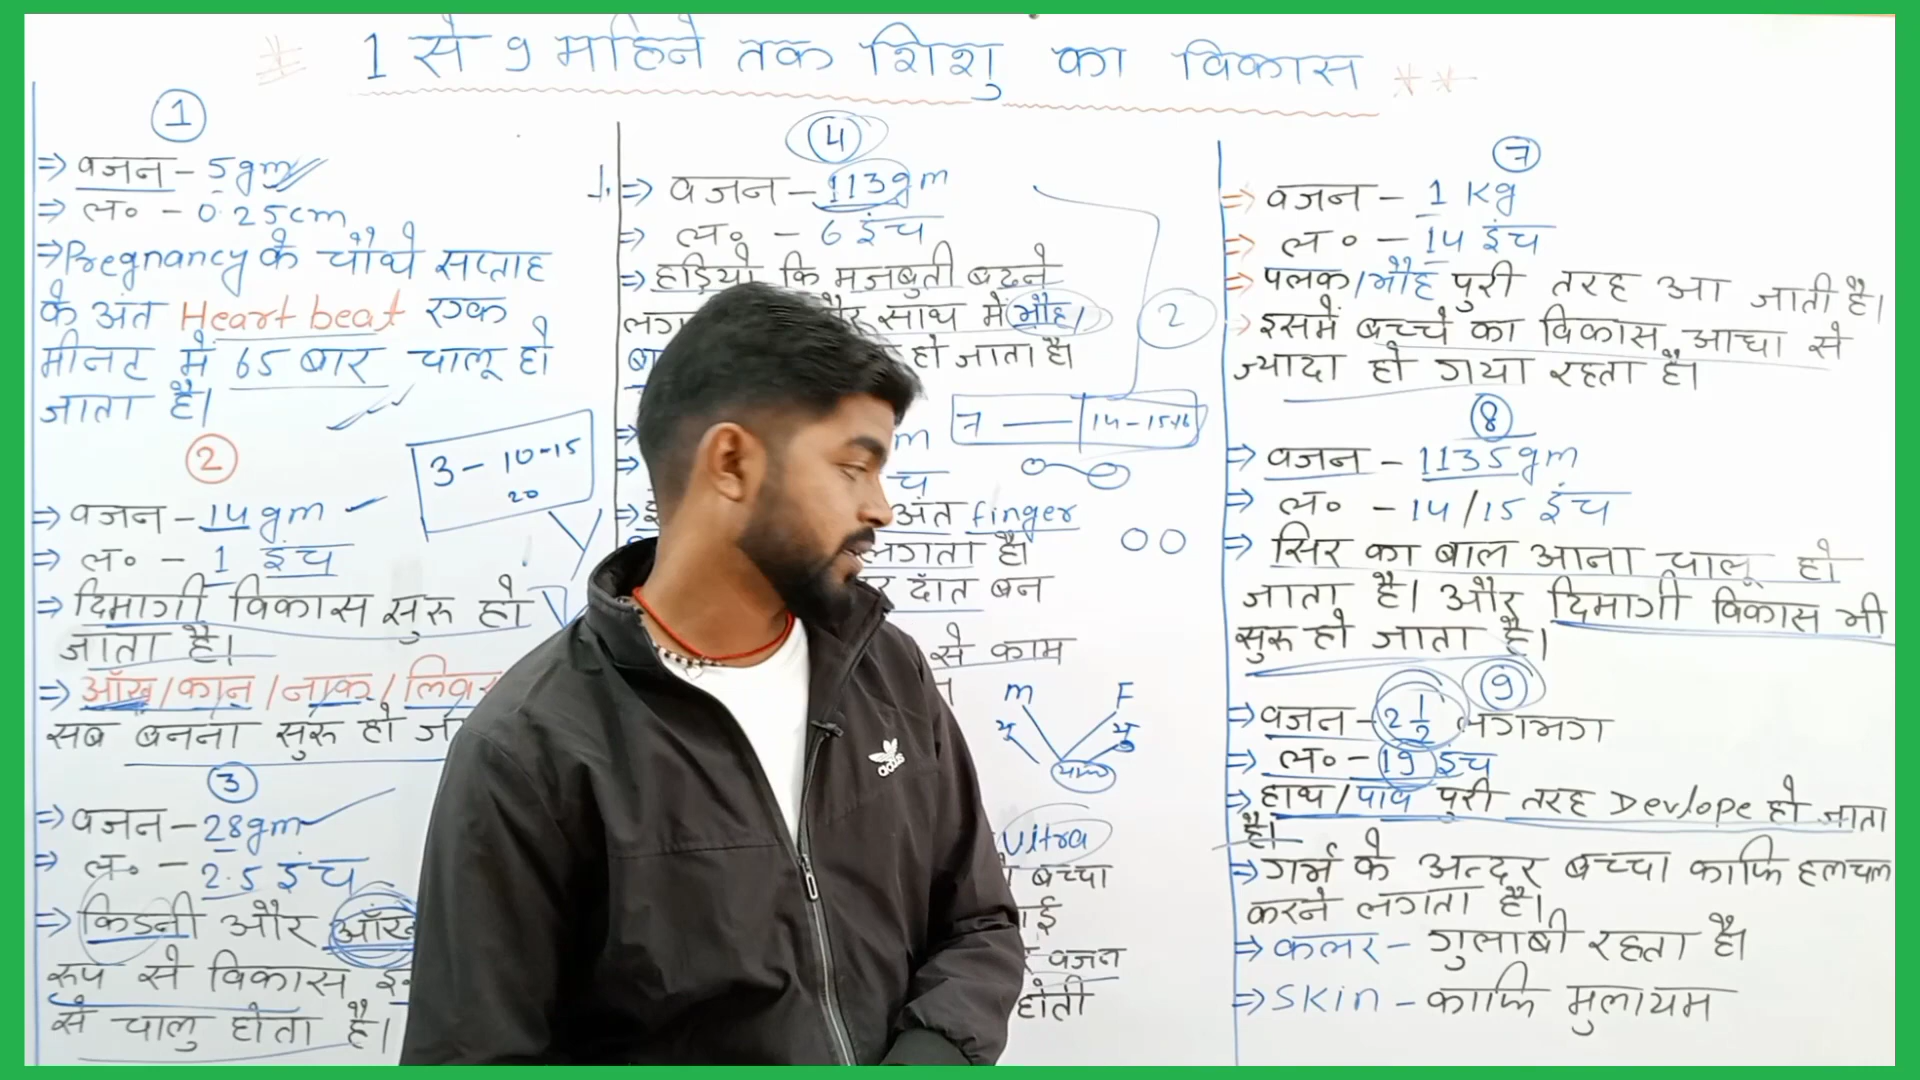 1 से 9 महिने तक शिशु का विकास
1
⇒ वजन - 5gm
⇒ ल० - 0.25cm
⇒ Pregnancy के चौथे सप्ताह
के अंत Heart beat एक
मीनट में 65 बार चालू हो
जाता है।
2
3 - 10-15
20
⇒ वजन - 14gm
⇒ ल० - 1 इंच
⇒ दिमागी विकास सुरू हो
जाता है।
⇒ आँख/कान/नाक/लिवर
सब बनना सुरू हो
3
⇒ वजन - 28gm
⇒ ल० - 2.5 इंच
⇒ किडनी और
रूप से विकास
से चालु होता है।
4
⇒ वजन - 113gm
⇒ ल० - 6 इंच
⇒ हड्डियो कि मजबुती बढने
साथ में भौह/
हो जाता है।
2
7 — 14-15
अंत finger
लगता है।
दाँत बन
से काम
M F
Ultra
बच्चा
वजन
होती
7
⇒ वजन - 1 Kg
⇒ ल० - 14 इंच
⇒ पलक/भौह पुरी तरह आ जाती है।
⇒ इसमें बच्चे का विकास आधा से
ज्यादा हो गया रहता है।
8
⇒ वजन - 1135gm
⇒ ल० - 14/15 इंच
⇒ सिर का बाल आना चालू हो
जाता है। और दिमागी विकास भी
सुरू हो जाता है।
9
⇒ वजन - 2 1/2 लगभग
⇒ ल० - 19 इंच
⇒ हाथ/पाव पुरी तरह Devlope हो जाता
है।
⇒ गर्भ के अन्दर बच्चा काफि हलचल
करने लगता है।
⇒ कलर - गुलाबी रहता है।
⇒ SKin - काफि मुलायम
adidas